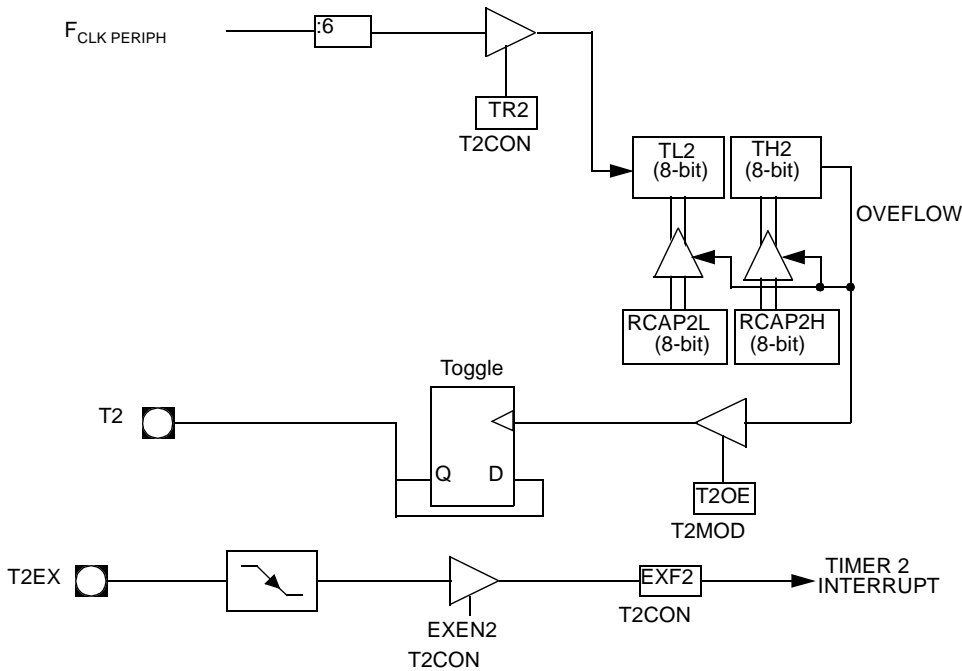 F CLK PERIPH
:6
TR2
T2CON
TL2
(8-bit)
TH2
(8-bit)
OVEFLOW
RCAP2L
(8-bit)
RCAP2H
(8-bit)
Toggle
T2
Q
D
T2OE
T2MOD
T2EX
EXEN2
T2CON
EXF2
T2CON
TIMER 2
INTERRUPT